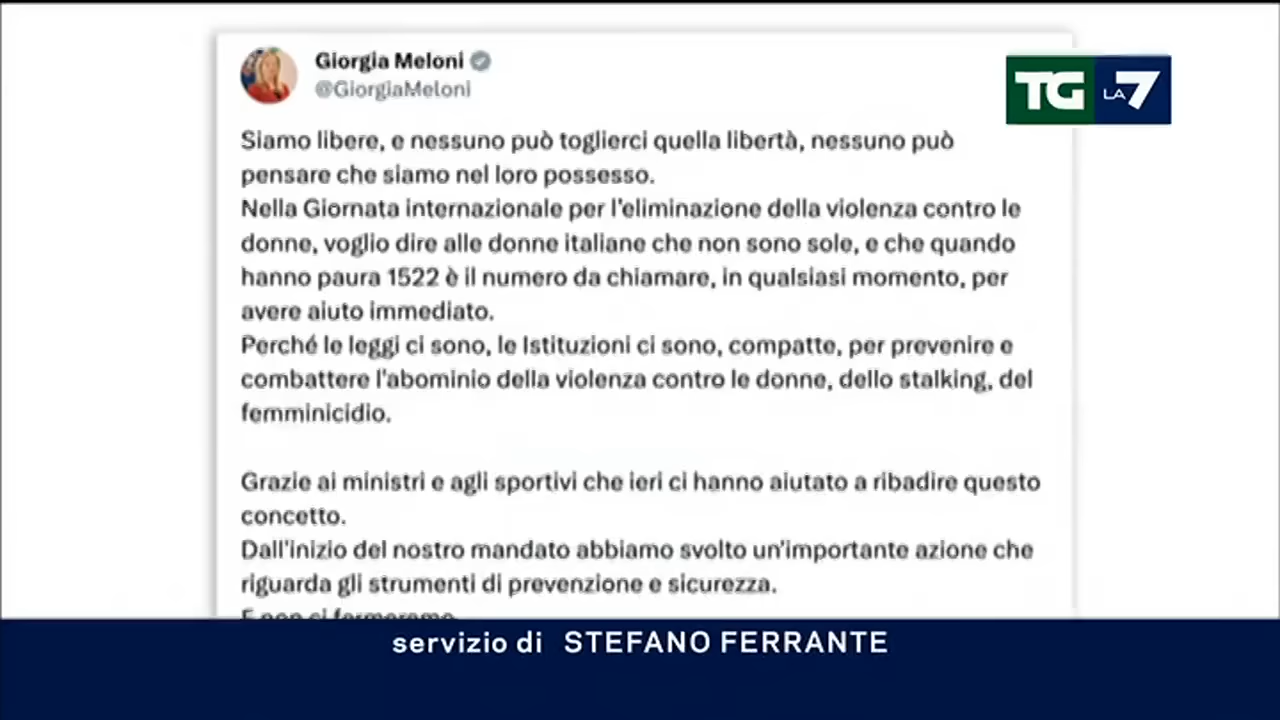 Giorgia Meloni
@GiorgiaMeloni
TG LA7
Siamo libere, e nessuno può toglierci quella libertà, nessuno può
pensare che siamo nel loro possesso.
Nella Giornata internazionale per l'eliminazione della violenza contro le
donne, voglio dire alle donne italiane che non sono sole, e che quando
hanno paura 1522 è il numero da chiamare, in qualsiasi momento, per
avere aiuto immediato.
Perché le leggi ci sono, le Istituzioni ci sono, compatte, per prevenire e
combattere l'abominio della violenza contro le donne, dello stalking, del
femminicidio.
Grazie ai ministri e agli sportivi che ieri ci hanno aiutato a ribadire questo
concetto.
Dall'inizio del nostro mandato abbiamo svolto un'importante azione che
riguarda gli strumenti di prevenzione e sicurezza.
E non ci fermeremo
servizio di STEFANO FERRANTE